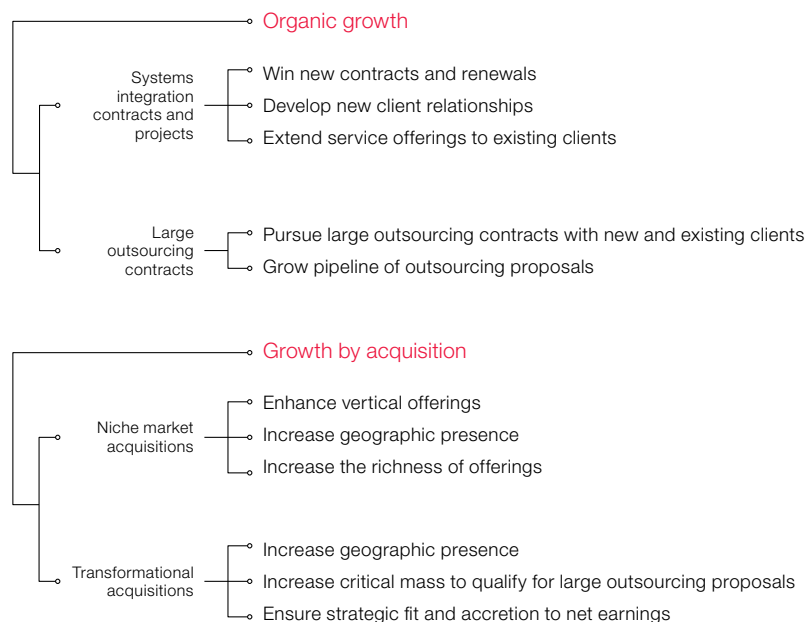 Organic growth
Systems
integration
contracts and
projects
Win new contracts and renewals
Develop new client relationships
Extend service offerings to existing clients
Large
outsourcing
contracts
Pursue large outsourcing contracts with new and existing clients
Grow pipeline of outsourcing proposals
Growth by acquisition
Niche market
acquisitions
Enhance vertical offerings
Increase geographic presence
Increase the richness of offerings
Transformational
acquisitions
Increase geographic presence
Increase critical mass to qualify for large outsourcing proposals
Ensure strategic fit and accretion to net earnings